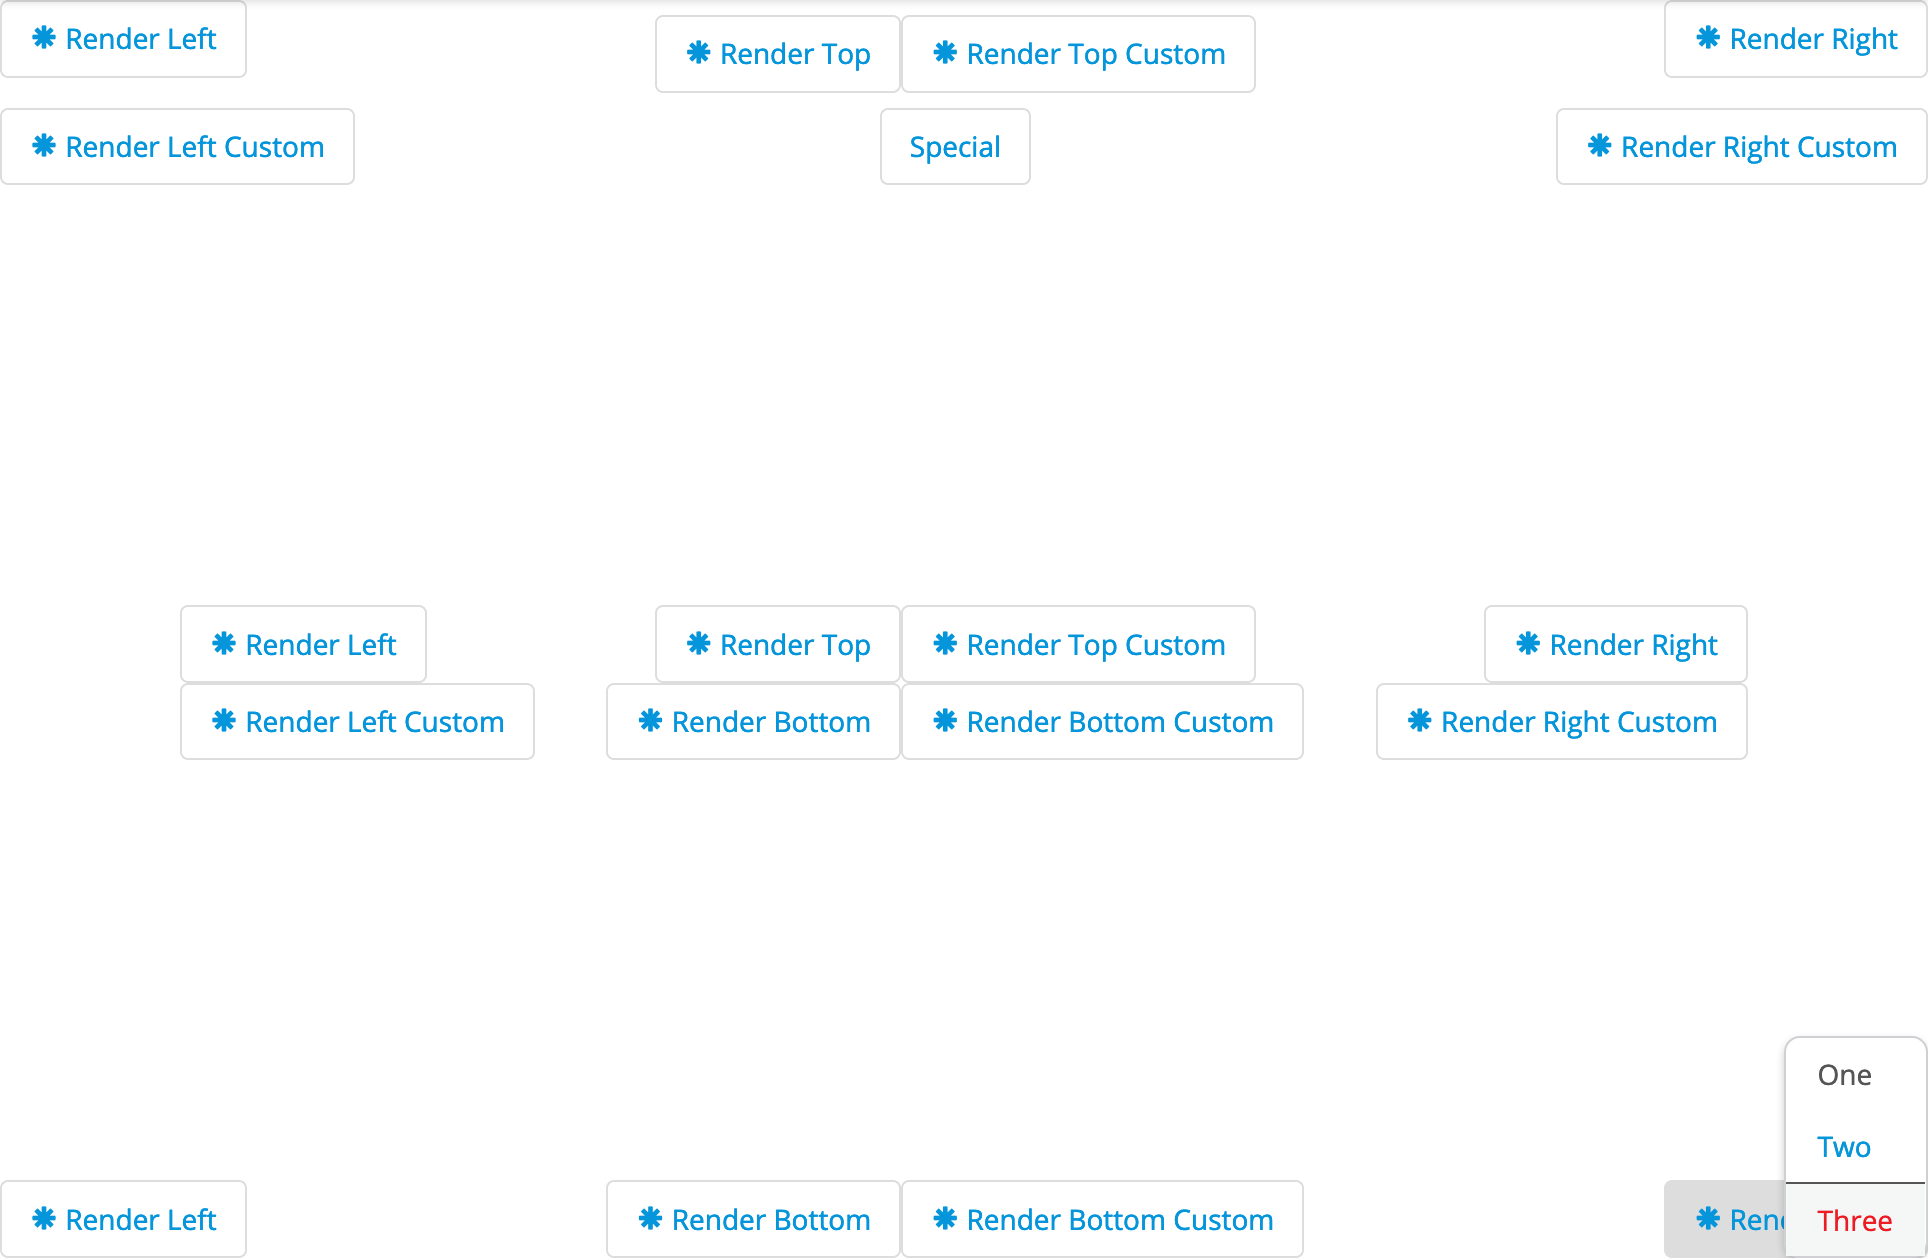 Render Left
Render Top
Render Top Custom
Render Right
Render Left Custom
Special
Render Right Custom
Render Left
Render Top
Render Top Custom
Render Right
Render Left Custom
Render Bottom
Render Bottom Custom
Render Right Custom
One
Two
Render Left
Render Bottom
Render Bottom Custom
Three